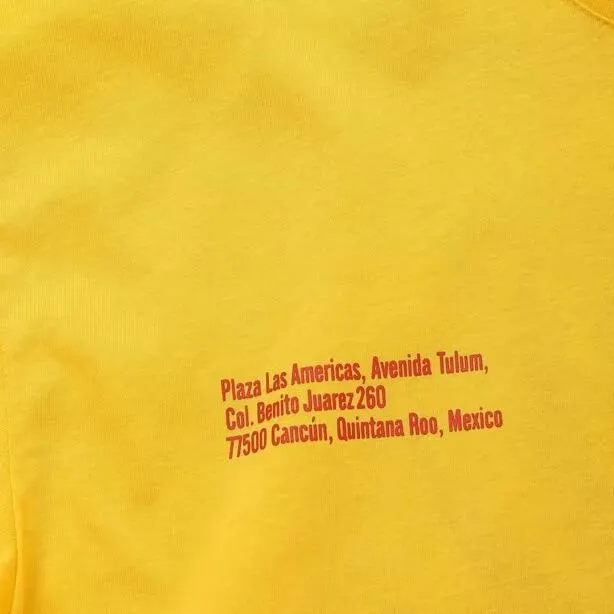 Plaza Las Americas, Avenida Tulum,
Col. Benito Juarez 260
77500 Cancún, Quintana Roo, Mexico